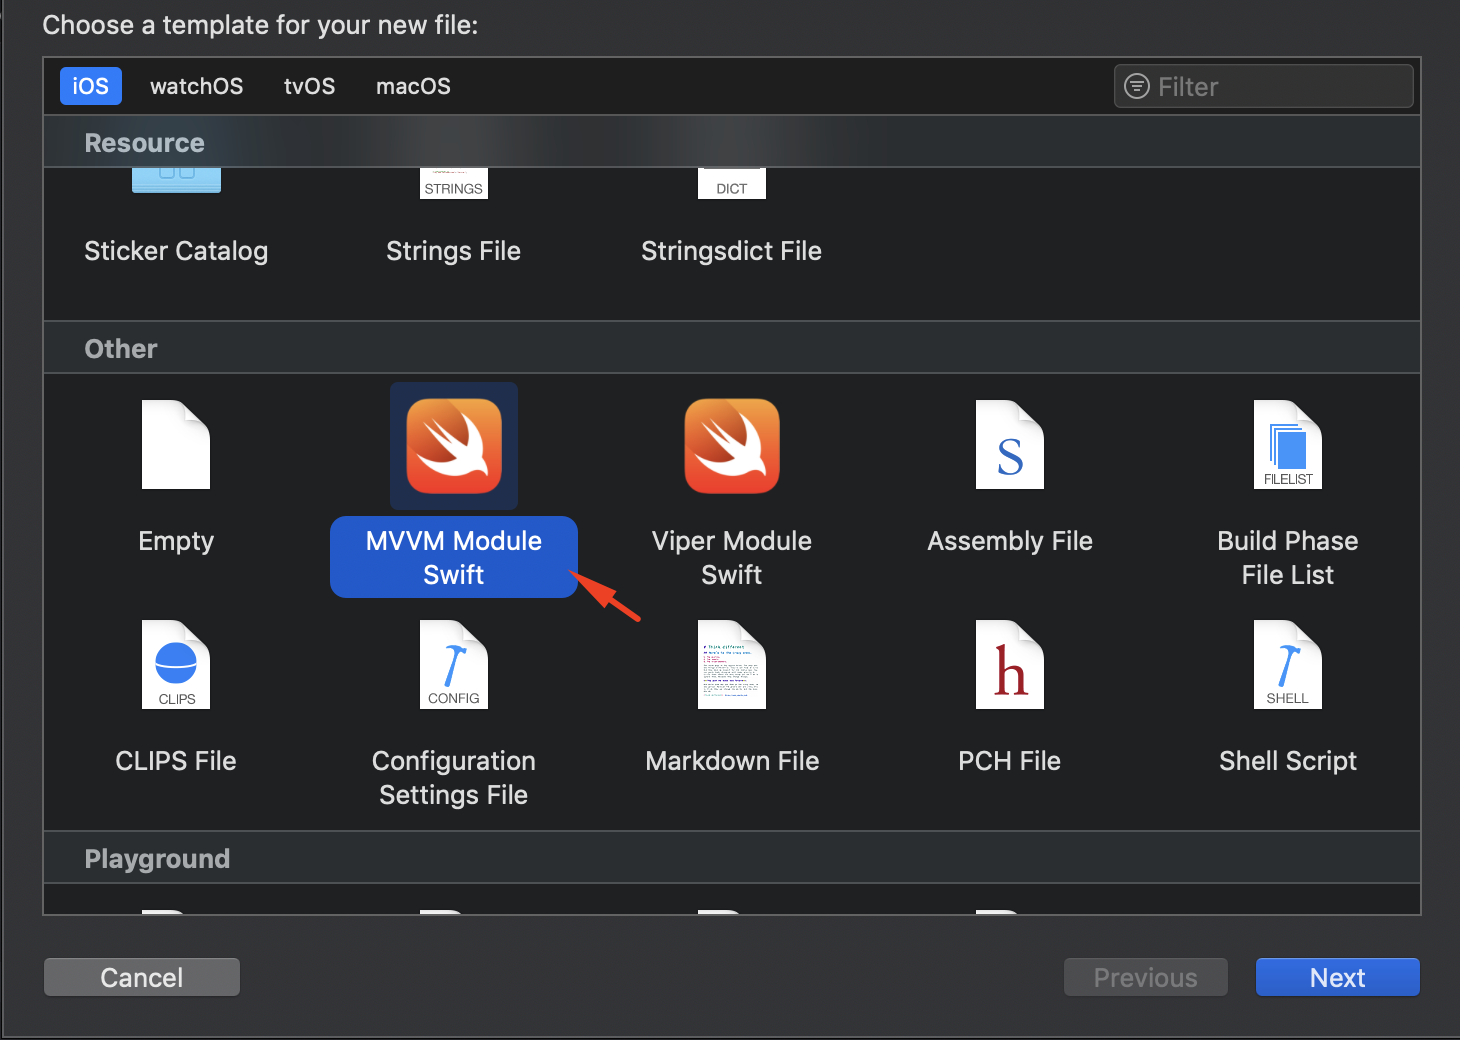 Choose a template for your new file:
iOS watchOS tvOS macOS Filter
Resource
STRINGS DICT
Sticker Catalog Strings File Stringsdict File
Other
S FILELIST
Empty MVVM Module Swift Viper Module Swift Assembly File Build Phase File List
CLIPS CONFIG h SHELL
CLIPS File Configuration Settings File Markdown File PCH File Shell Script
Playground
Cancel Previous Next